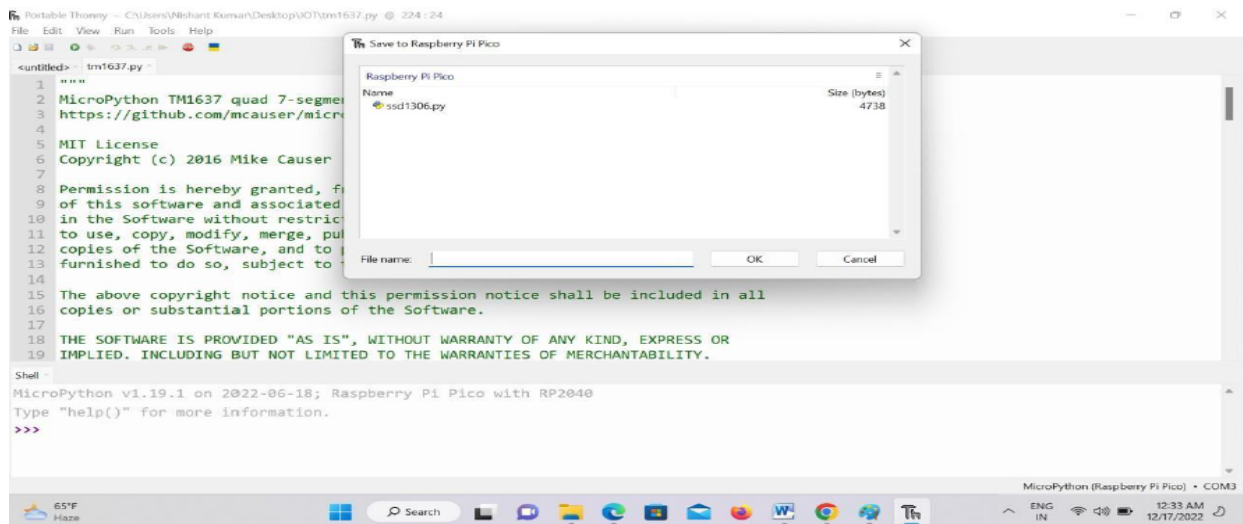 Portable Thonny - C:\Users\Nishant Kumar\Desktop\IOT\tm1637.py @ 224 : 24
File Edit View Run Tools Help
<untitled> tm1637.py
Save to Raspberry Pi Pico
Raspberry Pi Pico
Name Size (bytes)
ssd1306.py 4738
File name: OK Cancel
1 """
2 MicroPython TM1637 quad 7-segme
3 https://github.com/mcauser/micr
4
5 MIT License
6 Copyright (c) 2016 Mike Causer
7
8 Permission is hereby granted, f
9 of this software and associated
10 in the Software without restric
11 to use, copy, modify, merge, pu
12 copies of the Software, and to
13 furnished to do so, subject to
14
15 The above copyright notice and this permission notice shall be included in all
16 copies or substantial portions of the Software.
17
18 THE SOFTWARE IS PROVIDED "AS IS", WITHOUT WARRANTY OF ANY KIND, EXPRESS OR
19 IMPLIED. INCLUDING BUT NOT LIMITED TO THE WARRANTIES OF MERCHANTABILITY.
Shell
MicroPython v1.19.1 on 2022-06-18; Raspberry Pi Pico with RP2040
Type "help()" for more information.
>>>
MicroPython (Raspberry Pi Pico) • COM3
65°F
Haze
Search
ENG
IN
12:33 AM
12/17/2022